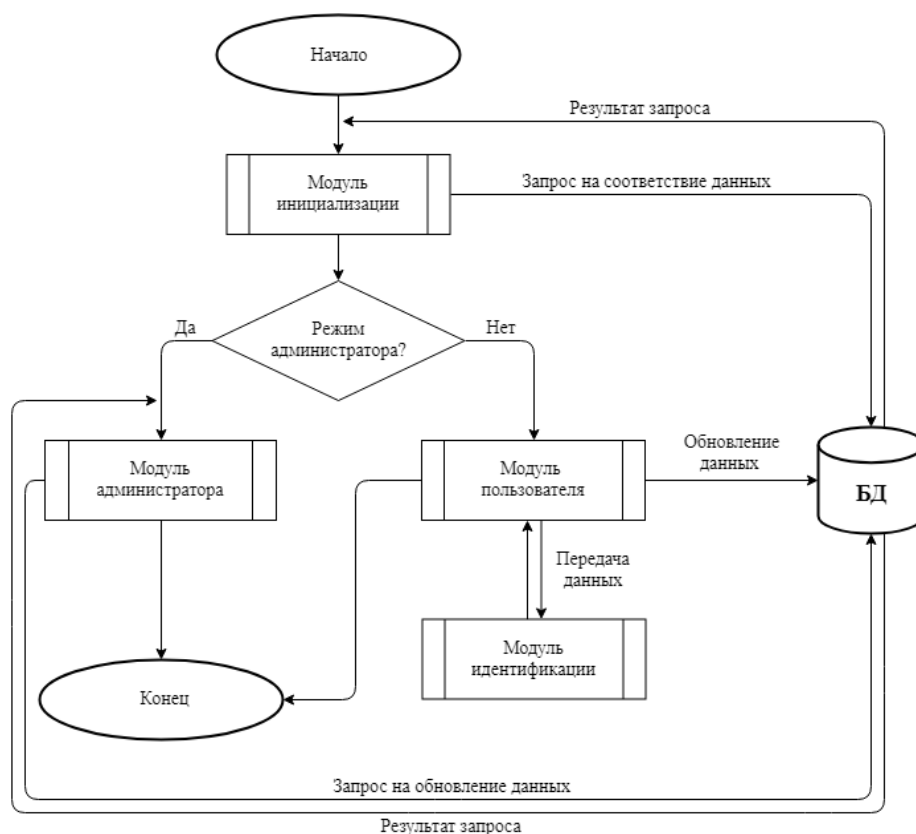 Начало
Результат запроса
Модуль
инициализации
Запрос на соответствие данных
Да
Режим
администратора?
Нет
Модуль
администратора
Модуль
пользователя
Обновление
данных
БД
Передача
данных
Модуль
идентификации
Конец
Запрос на обновление данных
Результат запроса